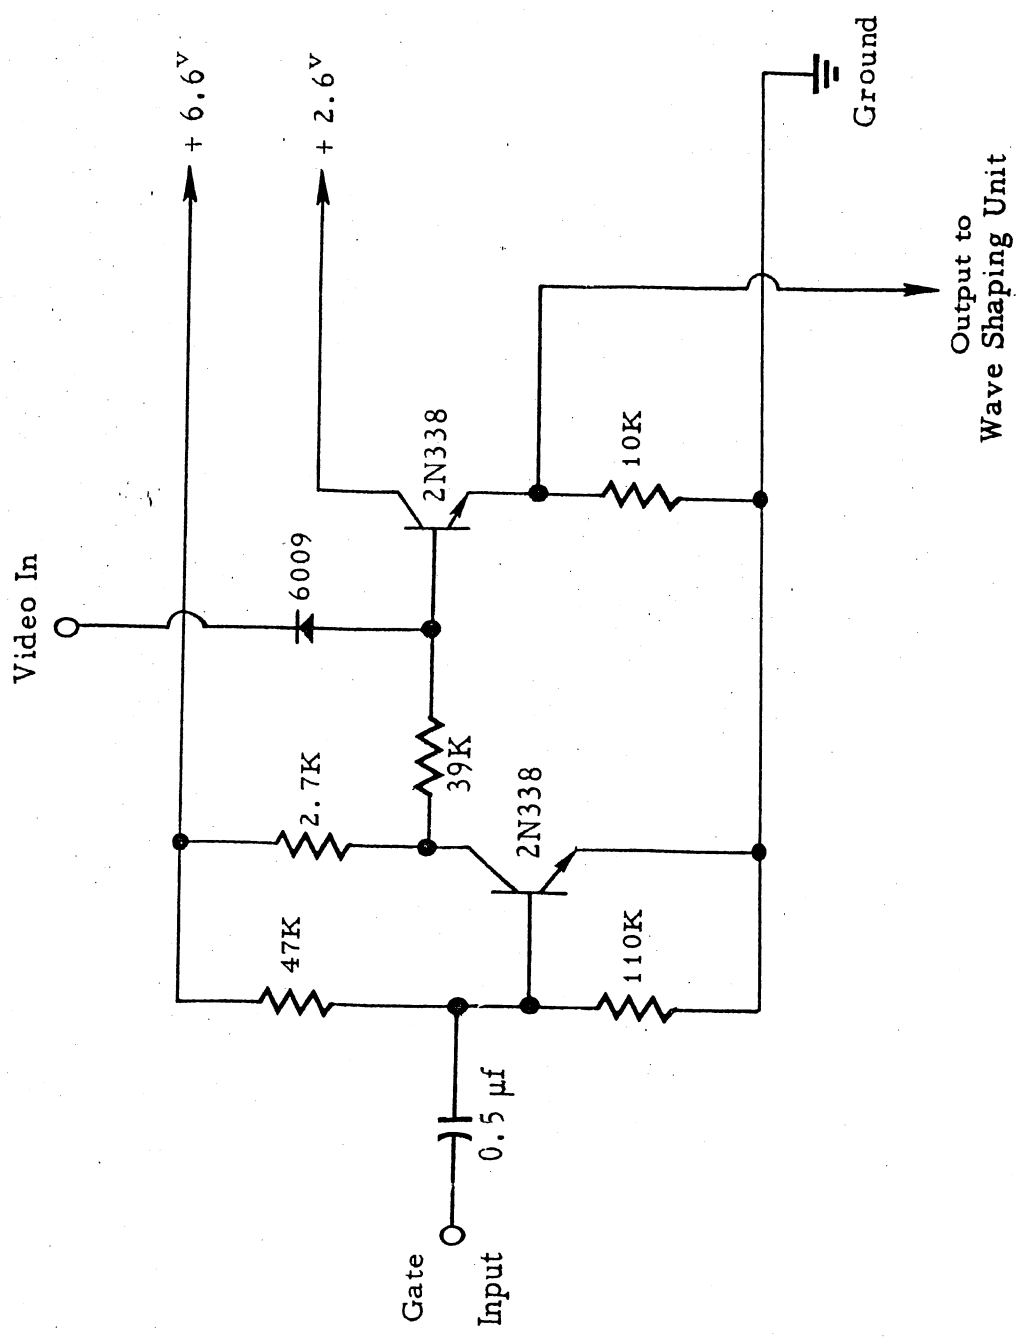 Video In
+ 6.6v
+ 2.6v
6009
2N338
2.7K
39K
47K
2N338
10K
110K
0.5 µf
Gate
Input
Output to
Wave Shaping Unit
Ground